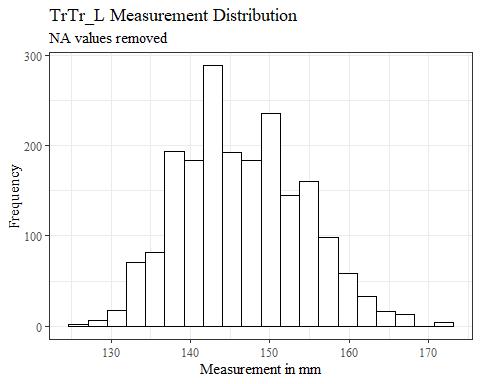 TrTr_L Measurement Distribution
NA values removed
300
200
100
0
Frequency
130 140 150 160 170
Measurement in mm